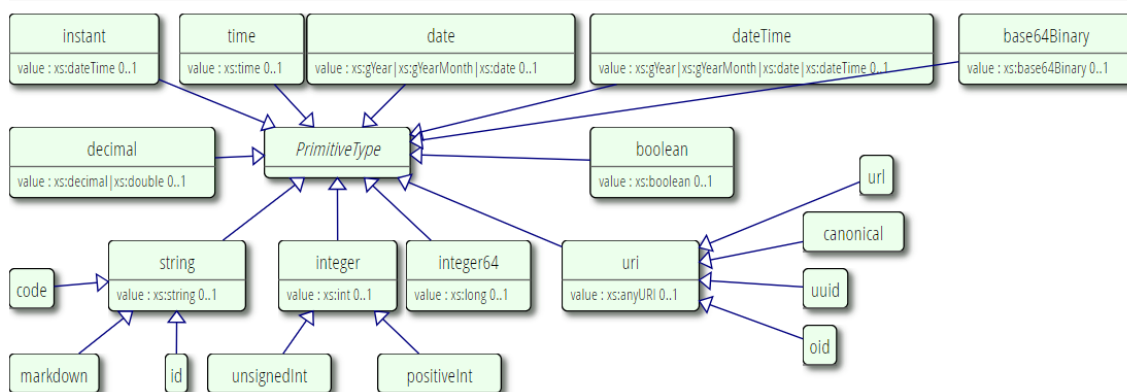 instant
value : xs:dateTime 0..1
time
value : xs:time 0..1
date
value : xs:gYear|xs:gYearMonth|xs:date 0..1
dateTime
value : xs:gYear|xs:gYearMonth|xs:date|xs:dateTime 0..1
base64Binary
value : xs:base64Binary 0..1
decimal
value : xs:decimal|xs:double 0..1
PrimitiveType
boolean
value : xs:boolean 0..1
url
canonical
string
value : xs:string 0..1
integer
value : xs:int 0..1
integer64
value : xs:long 0..1
uri
value : xs:anyURI 0..1
code
uuid
oid
markdown
id
unsignedInt
positiveInt